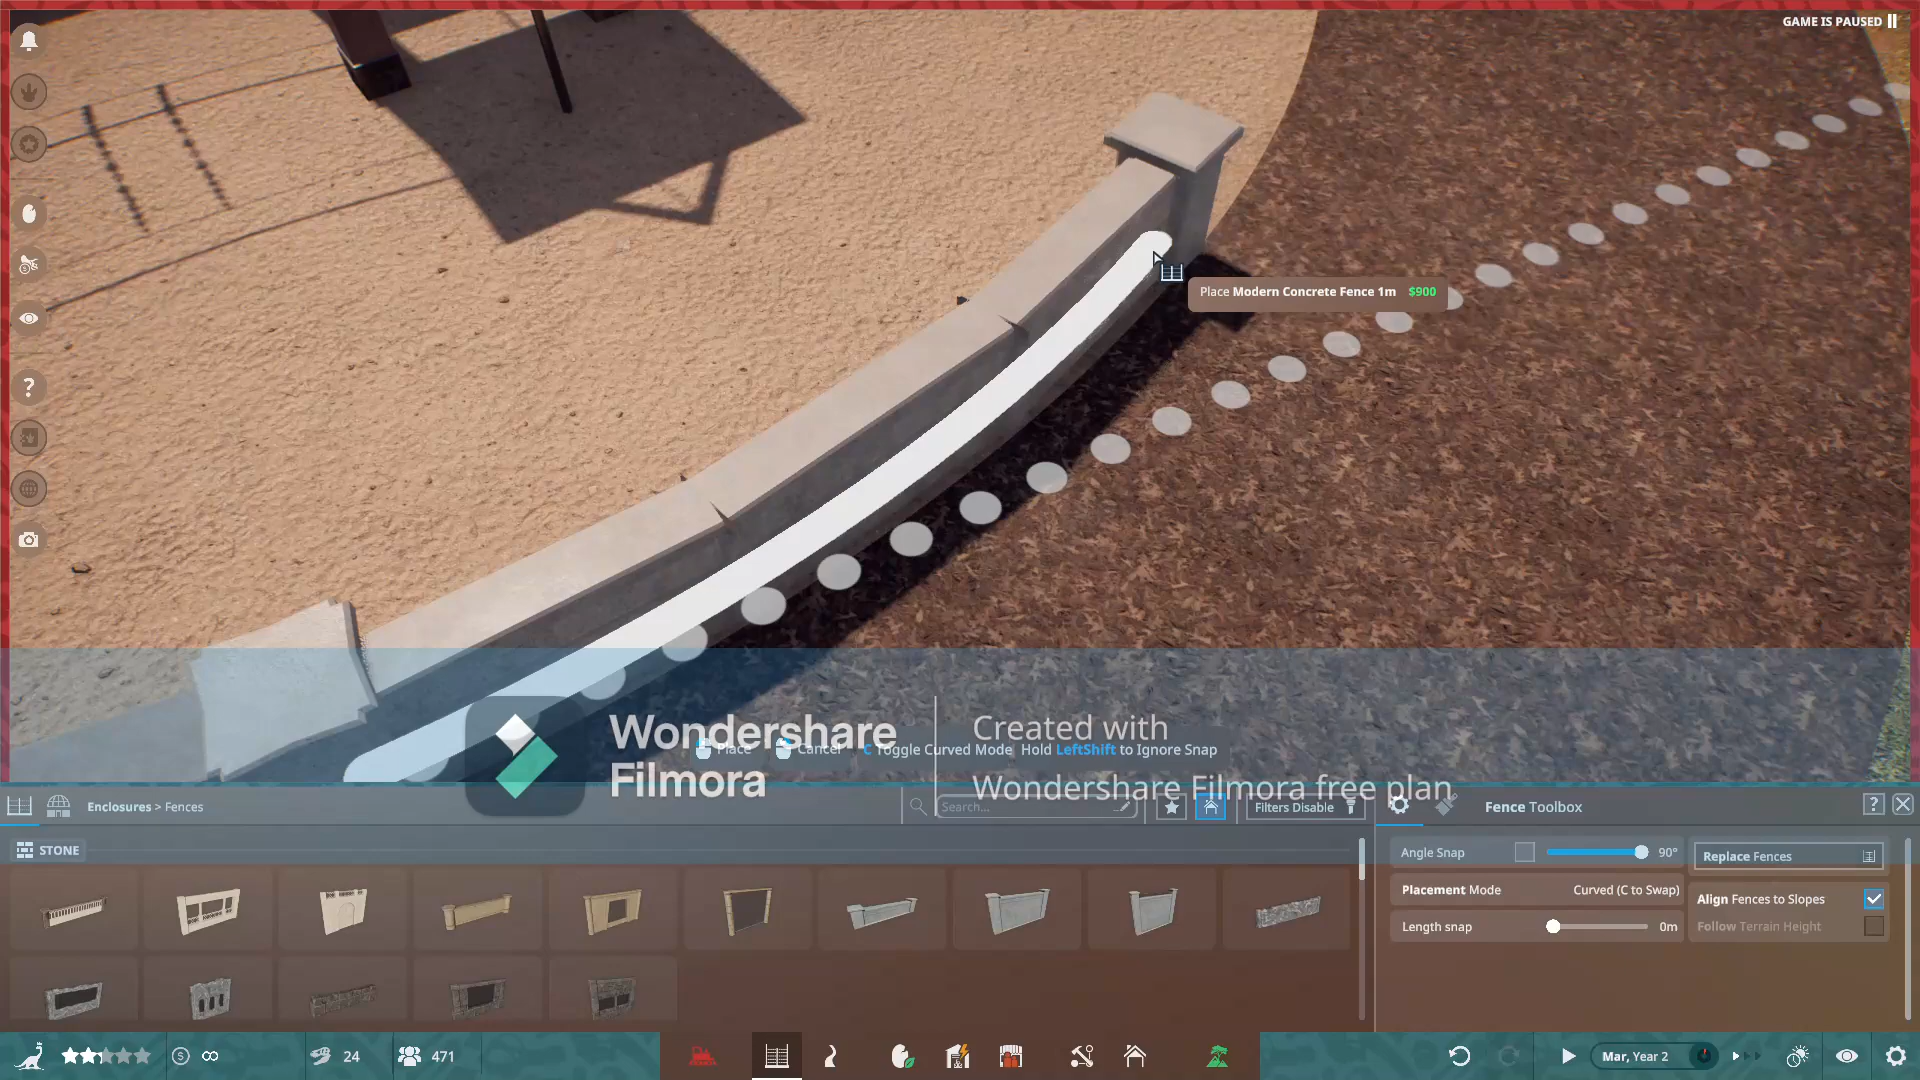 GAME IS PAUSED
Place Modern Concrete Fence 1m $900
Wondershare
Filmora
Created with
Wondershare Filmora free plan
Place Cancel C Toggle Curved Mode Hold LeftShift to Ignore Snap
Enclosures > Fences
Search...
Filters Disable
Fence Toolbox
?
STONE
Angle Snap 90°
Replace Fences
Placement Mode Curved (C to Swap)
Align Fences to Slopes
Length snap 0m
Follow Terrain Height
∞
24
471
Mar, Year 2